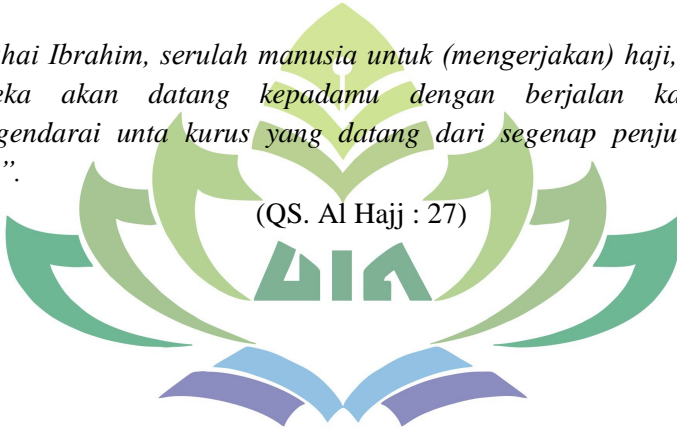 hai Ibrahim, serulah manusia untuk (mengerjakan) haji,
eka akan datang kepadamu dengan berjalan ka
gendarai unta kurus yang datang dari segenap penju
”.
(QS. Al Hajj : 27)
UIN